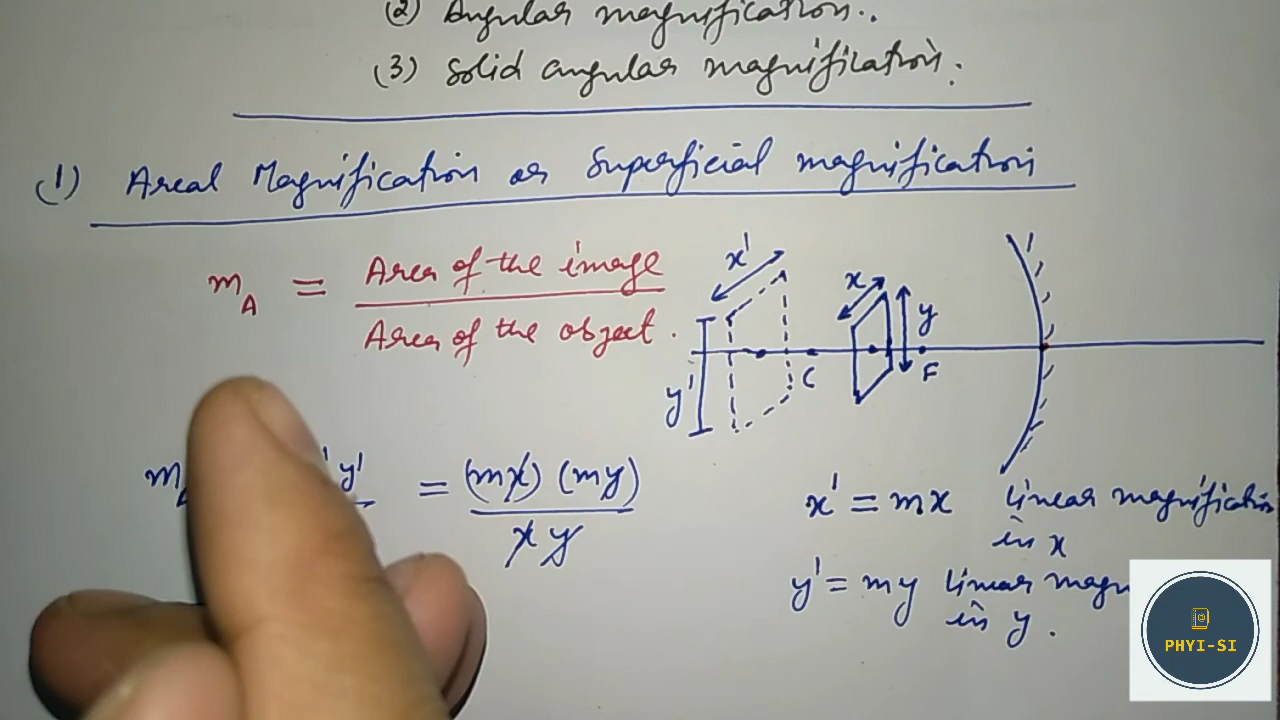 (2) Angular magnification..
(3) Solid angular magnification.
(1) Areal Magnification or Superficial magnification
m_A = Area of the image
Area of the object.
x'
x
y
y'
C
F
m 'y' = (mx) (my)
x y
x' = mx linear magnification
in x
y' = my linear magn
in y.
PHYI-SI